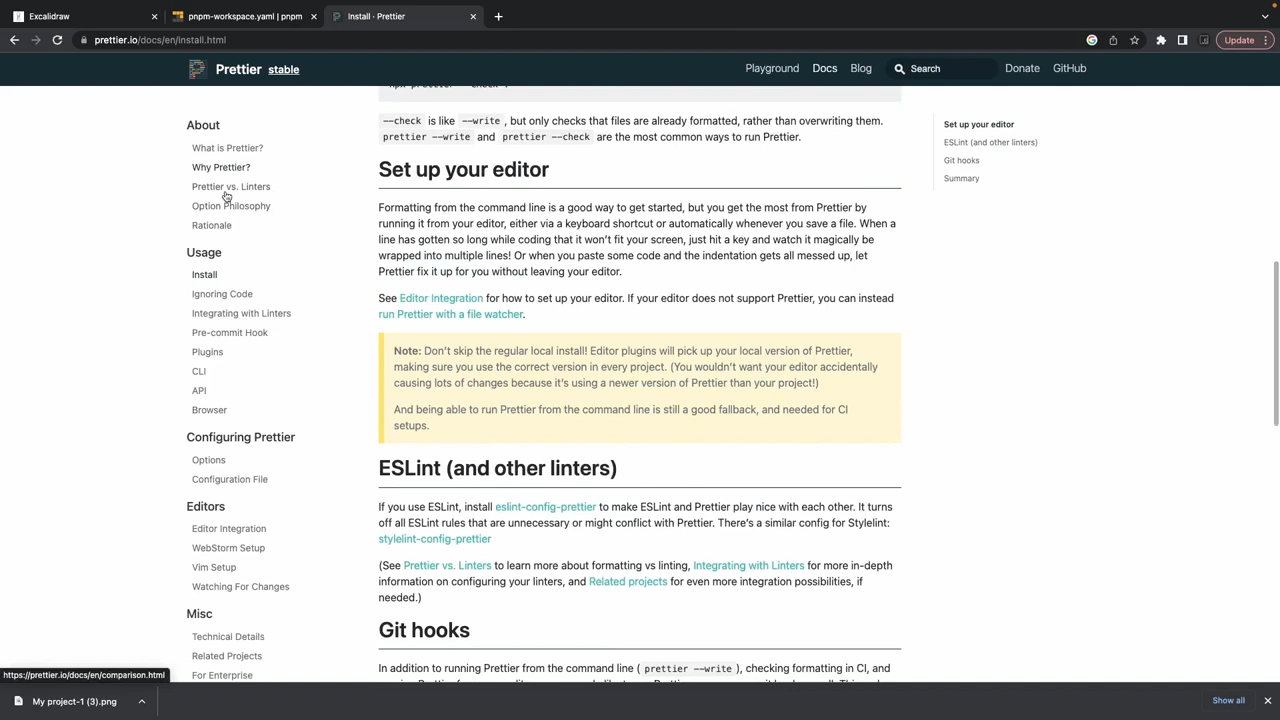 Excalidraw
pnpm-workspace.yaml | pnpm
Install · Prettier
prettier.io/docs/en/install.html
Update
Prettier stable
Playground
Docs
Blog
Search
Donate
GitHub
About
What is Prettier?
Why Prettier?
Prettier vs. Linters
Option Philosophy
Rationale
Usage
Install
Ignoring Code
Integrating with Linters
Pre-commit Hook
Plugins
CLI
API
Browser
Configuring Prettier
Options
Configuration File
Editors
Editor Integration
WebStorm Setup
Vim Setup
Watching For Changes
Misc
Technical Details
Related Projects
For Enterprise
--check is like --write, but only checks that files are already formatted, rather than overwriting them.
prettier --write and prettier --check are the most common ways to run Prettier.
Set up your editor
Formatting from the command line is a good way to get started, but you get the most from Prettier by
running it from your editor, either via a keyboard shortcut or automatically whenever you save a file. When a
line has gotten so long while coding that it won't fit your screen, just hit a key and watch it magically be
wrapped into multiple lines! Or when you paste some code and the indentation gets all messed up, let
Prettier fix it up for you without leaving your editor.
See Editor Integration for how to set up your editor. If your editor does not support Prettier, you can instead
run Prettier with a file watcher.
Note: Don't skip the regular local install! Editor plugins will pick up your local version of Prettier,
making sure you use the correct version in every project. (You wouldn't want your editor accidentally
causing lots of changes because it's using a newer version of Prettier than your project!)
And being able to run Prettier from the command line is still a good fallback, and needed for CI
setups.
ESLint (and other linters)
If you use ESLint, install eslint-config-prettier to make ESLint and Prettier play nice with each other. It turns
off all ESLint rules that are unnecessary or might conflict with Prettier. There's a similar config for Stylelint:
stylelint-config-prettier
(See Prettier vs. Linters to learn more about formatting vs linting, Integrating with Linters for more in-depth
information on configuring your linters, and Related projects for even more integration possibilities, if
needed.)
Git hooks
In addition to running Prettier from the command line ( prettier --write ), checking formatting in CI, and
Set up your editor
ESLint (and other linters)
Git hooks
Summary
https://prettier.io/docs/en/comparison.html
My project-1 (3).png
Show all